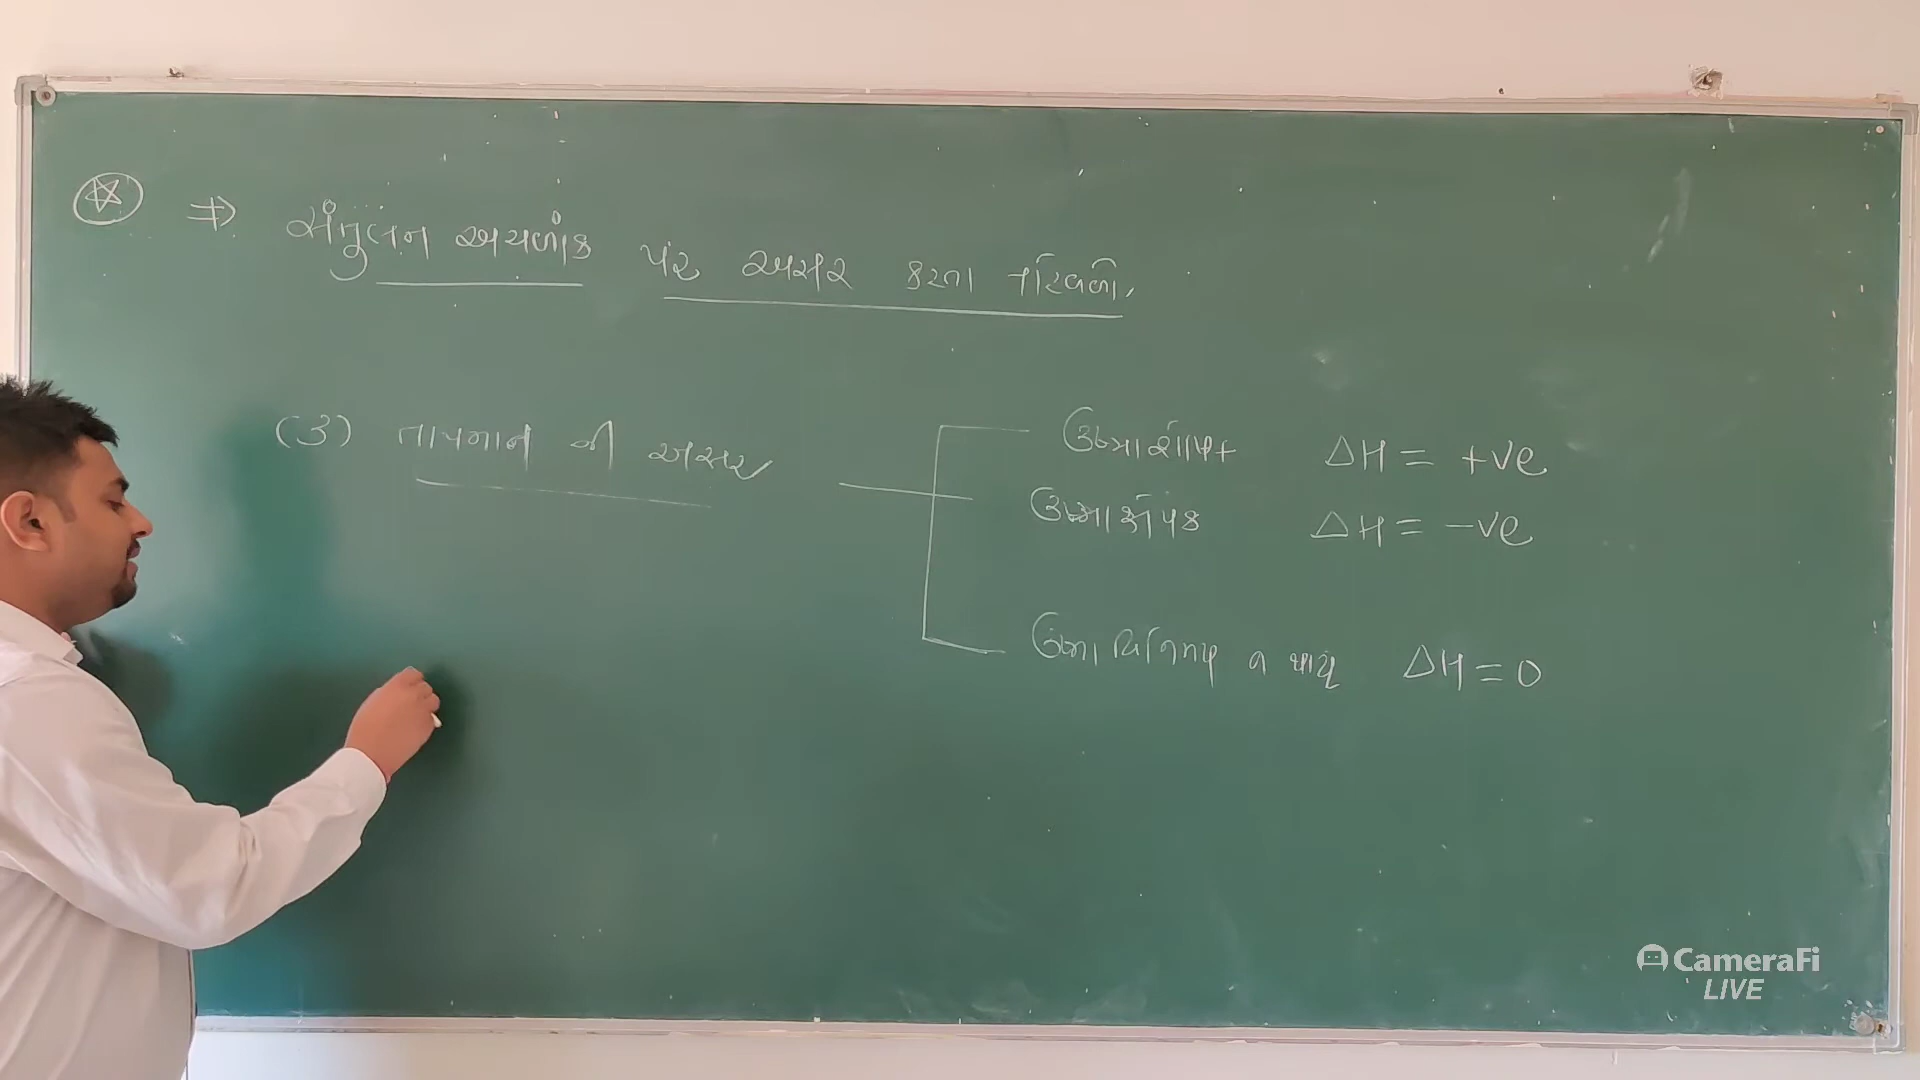 ⇒ સંતુલન અચળાંક પર અસર કરતા પરિબળો,
(૩) તાપમાન ની અસર
ઉષ્માશોષક ΔH = +ve
ઉષ્માક્ષેપક ΔH = -ve
ઉષ્મા વિનિમય ન થાય ΔH = 0
CameraFi
LIVE